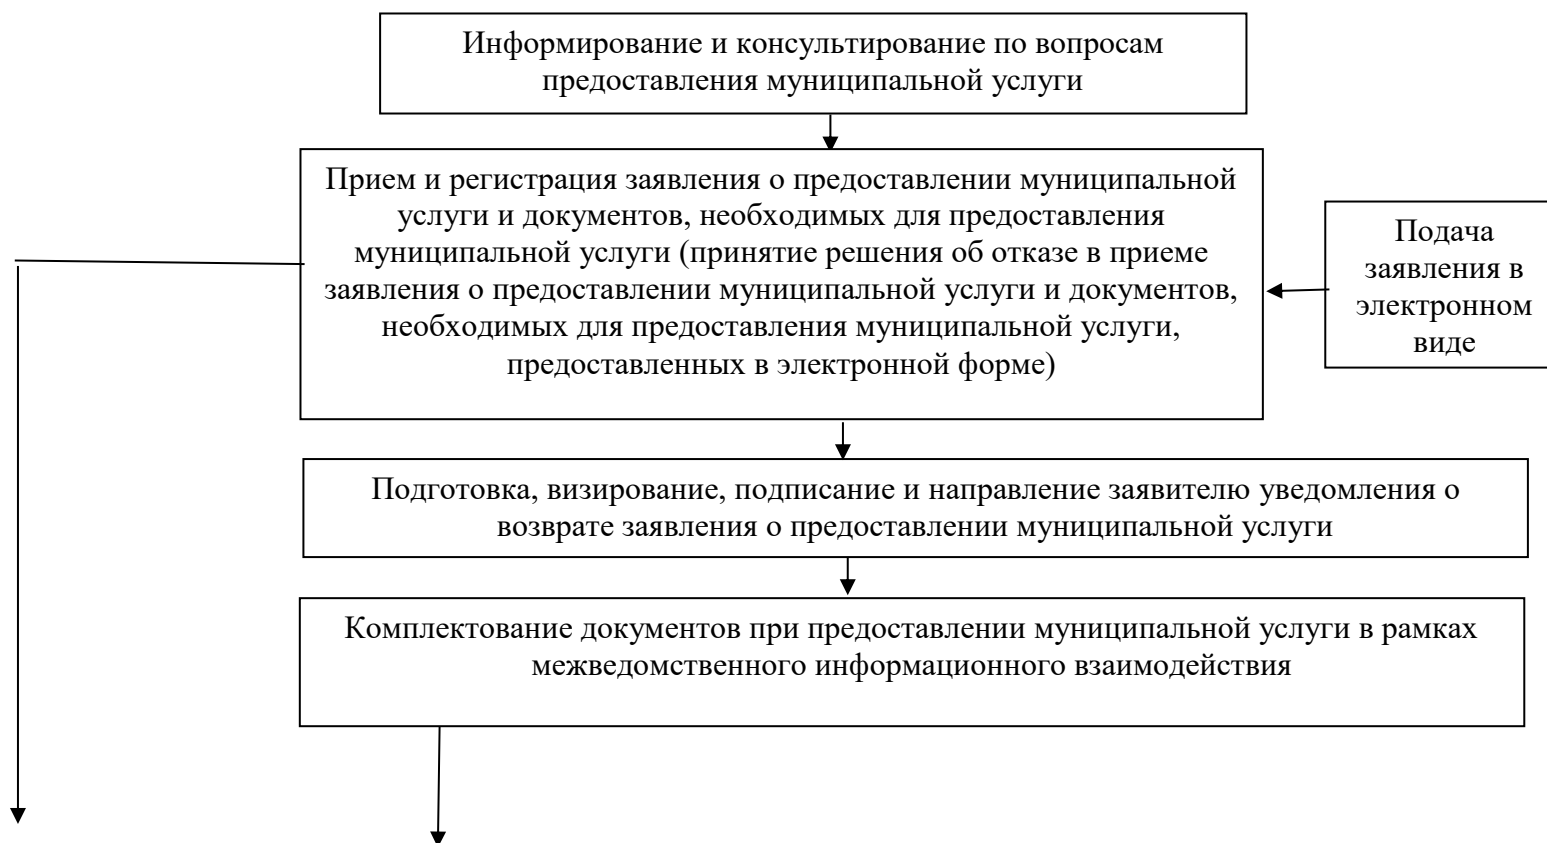 Информирование и консультирование по вопросам
предоставления муниципальной услуги
Прием и регистрация заявления о предоставлении муниципальной
услуги и документов, необходимых для предоставления
муниципальной услуги (принятие решения об отказе в приеме
заявления о предоставлении муниципальной услуги и документов,
необходимых для предоставления муниципальной услуги,
предоставленных в электронной форме)
Подача
заявления в
электронном
виде
Подготовка, визирование, подписание и направление заявителю уведомления о
возврате заявления о предоставлении муниципальной услуги
Комплектование документов при предоставлении муниципальной услуги в рамках
межведомственного информационного взаимодействия